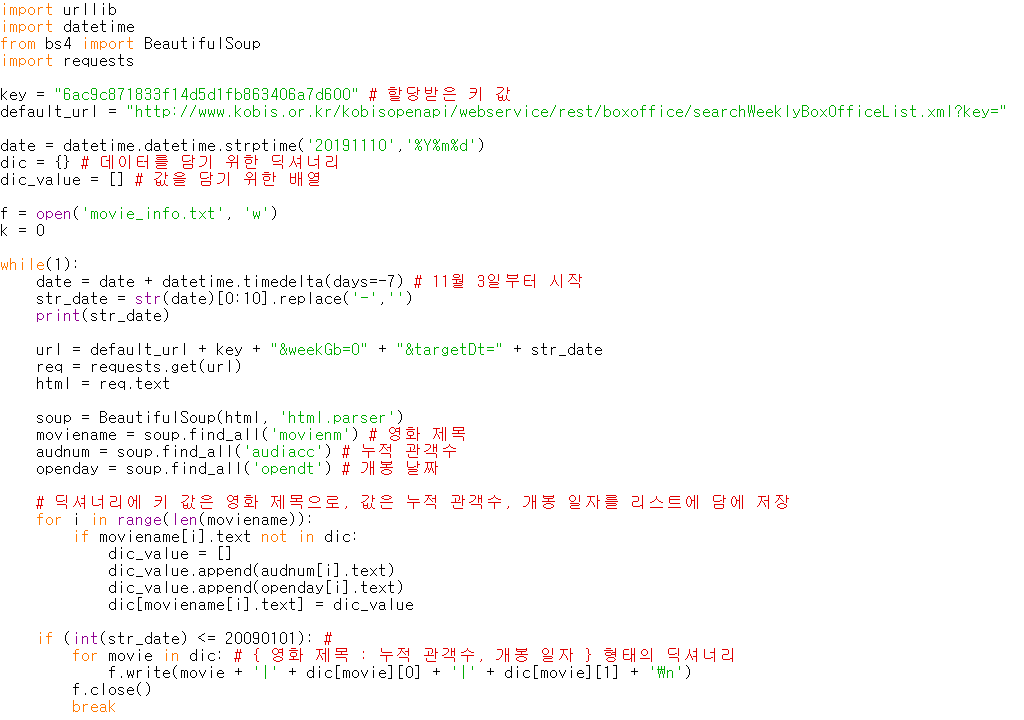 import urllib
import datetime
from bs4 import BeautifulSoup
import requests

key = "6ac9c871833f14d5d1fb863406a7d600" # 할당받은 키 값
default_url = "http://www.kobis.or.kr/kobisopenapi/webservice/rest/boxoffice/searchWeeklyBoxOfficeList.xml?key="

date = datetime.datetime.strptime('20191110','%Y%m%d')
dic = {} # 데이터를 담기 위한 딕셔너리
dic_value = [] # 값을 담기 위한 배열

f = open('movie_info.txt', 'w')
k = 0

while(1):
    date = date + datetime.timedelta(days=-7) # 11월 3일부터 시작
    str_date = str(date)[0:10].replace('-','')
    print(str_date)

    url = default_url + key + "&weekGb=0" + "&targetDt=" + str_date
    req = requests.get(url)
    html = req.text

    soup = BeautifulSoup(html, 'html.parser')
    moviename = soup.find_all('movienm') # 영화 제목
    audnum = soup.find_all('audiacc') # 누적 관객수
    openday = soup.find_all('opendt') # 개봉 날짜

    # 딕셔너리에 키 값은 영화 제목으로, 값은 누적 관객수, 개봉 일자를 리스트에 담에 저장
    for i in range(len(moviename)):
        if moviename[i].text not in dic:
            dic_value = []
            dic_value.append(audnum[i].text)
            dic_value.append(openday[i].text)
            dic[moviename[i].text] = dic_value

    if (int(str_date) <= 20090101): #
        for movie in dic: # { 영화 제목 : 누적 관객수, 개봉 일자 } 형태의 딕셔너리
            f.write(movie + '|' + dic[movie][0] + '|' + dic[movie][1] + '₩n')
        f.close()
        break